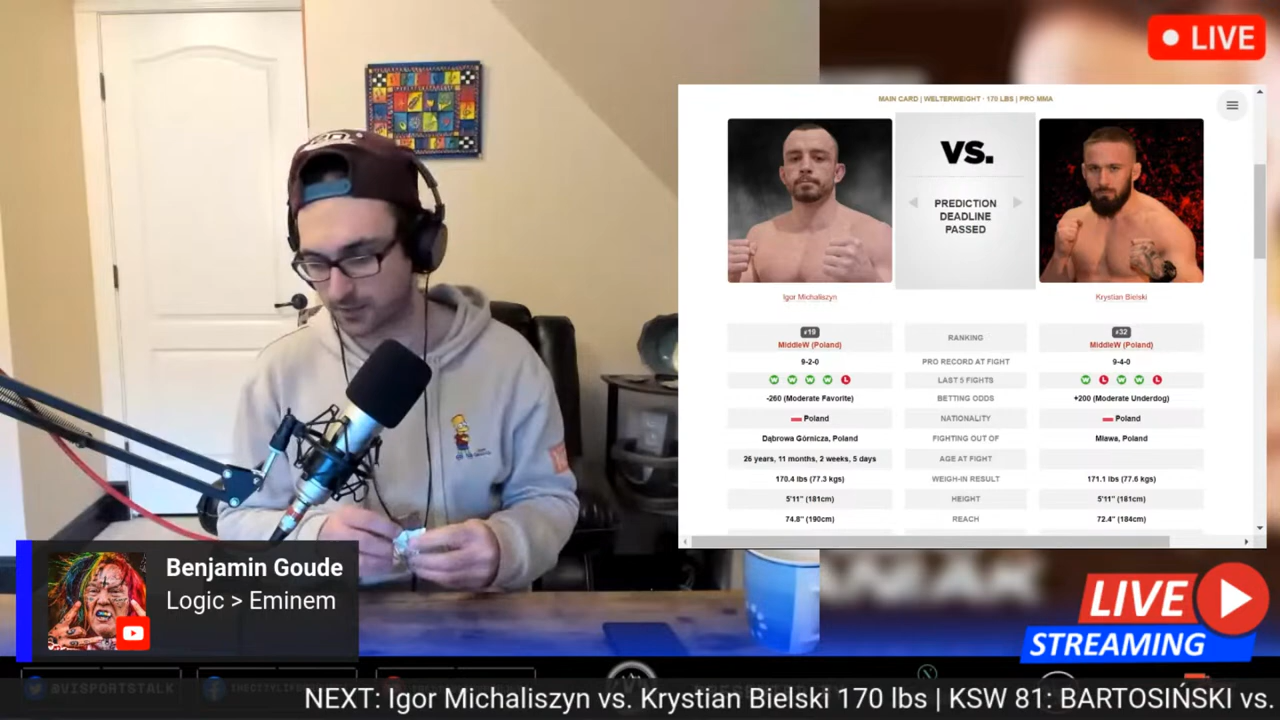 LIVE
MAIN CARD | WELTERWEIGHT · 170 LBS | PRO MMA
VS.
PREDICTION
DEADLINE
PASSED
Igor Michaliszyn
Krystian Bielski
#19
RANKING
#32
MiddleW (Poland)
MiddleW (Poland)
9-2-0
PRO RECORD AT FIGHT
9-4-0
W W W W L
LAST 5 FIGHTS
W L W W L
-260 (Moderate Favorite)
BETTING ODDS
+200 (Moderate Underdog)
Poland
NATIONALITY
Poland
Dąbrowa Górnicza, Poland
FIGHTING OUT OF
Mława, Poland
26 years, 11 months, 2 weeks, 5 days
AGE AT FIGHT
170.4 lbs (77.3 kgs)
WEIGH-IN RESULT
171.1 lbs (77.6 kgs)
5'11" (181cm)
HEIGHT
5'11" (181cm)
74.8" (190cm)
REACH
72.4" (184cm)
Benjamin Goude
Logic > Eminem
LIVE
STREAMING
@VISPORTSTALK
NEXT: Igor Michaliszyn vs. Krystian Bielski 170 lbs | KSW 81: BARTOSIŃSKI vs.